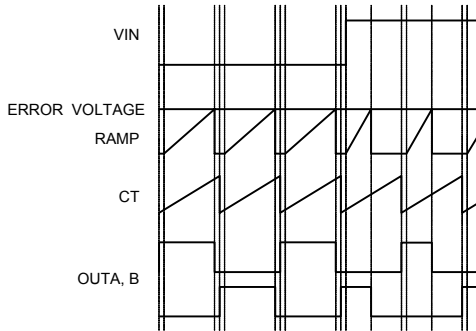 VIN
ERROR VOLTAGE
RAMP
CT
OUTA, B